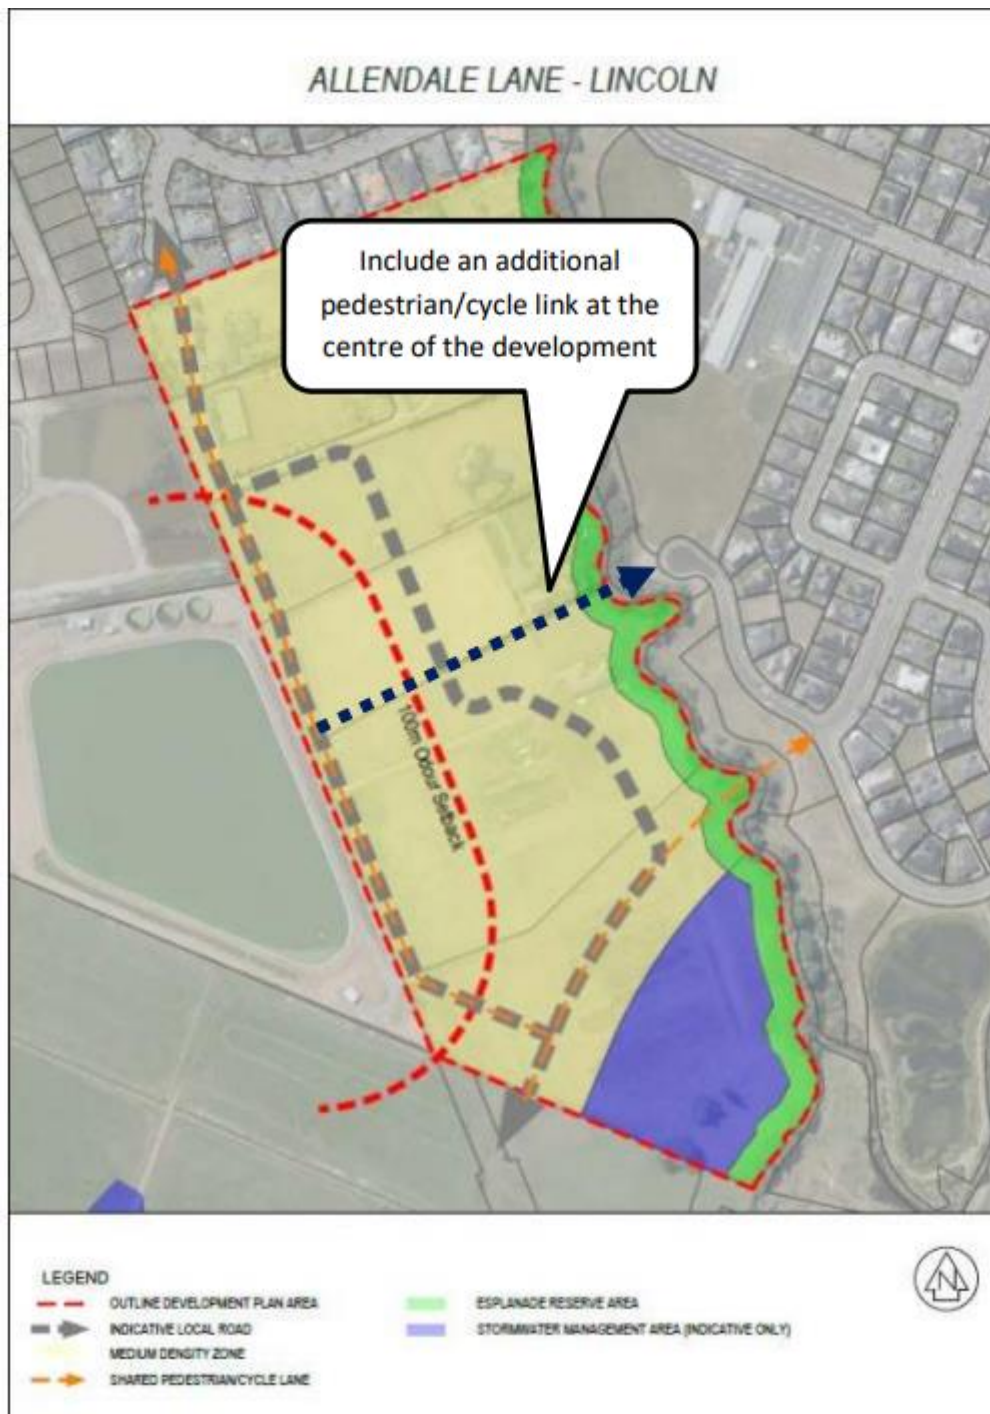 ALLENDALE LANE - LINCOLN
Include an additional
pedestrian/cycle link at the
centre of the development
100m Odour Setback
LEGEND
OUTLINE DEVELOPMENT PLAN AREA
INDICATIVE LOCAL ROAD
MEDIUM DENSITY ZONE
SHARED PEDESTRIAN/CYCLE LANE
ESPLANADE RESERVE AREA
STORMWATER MANAGEMENT AREA (INDICATIVE ONLY)
N